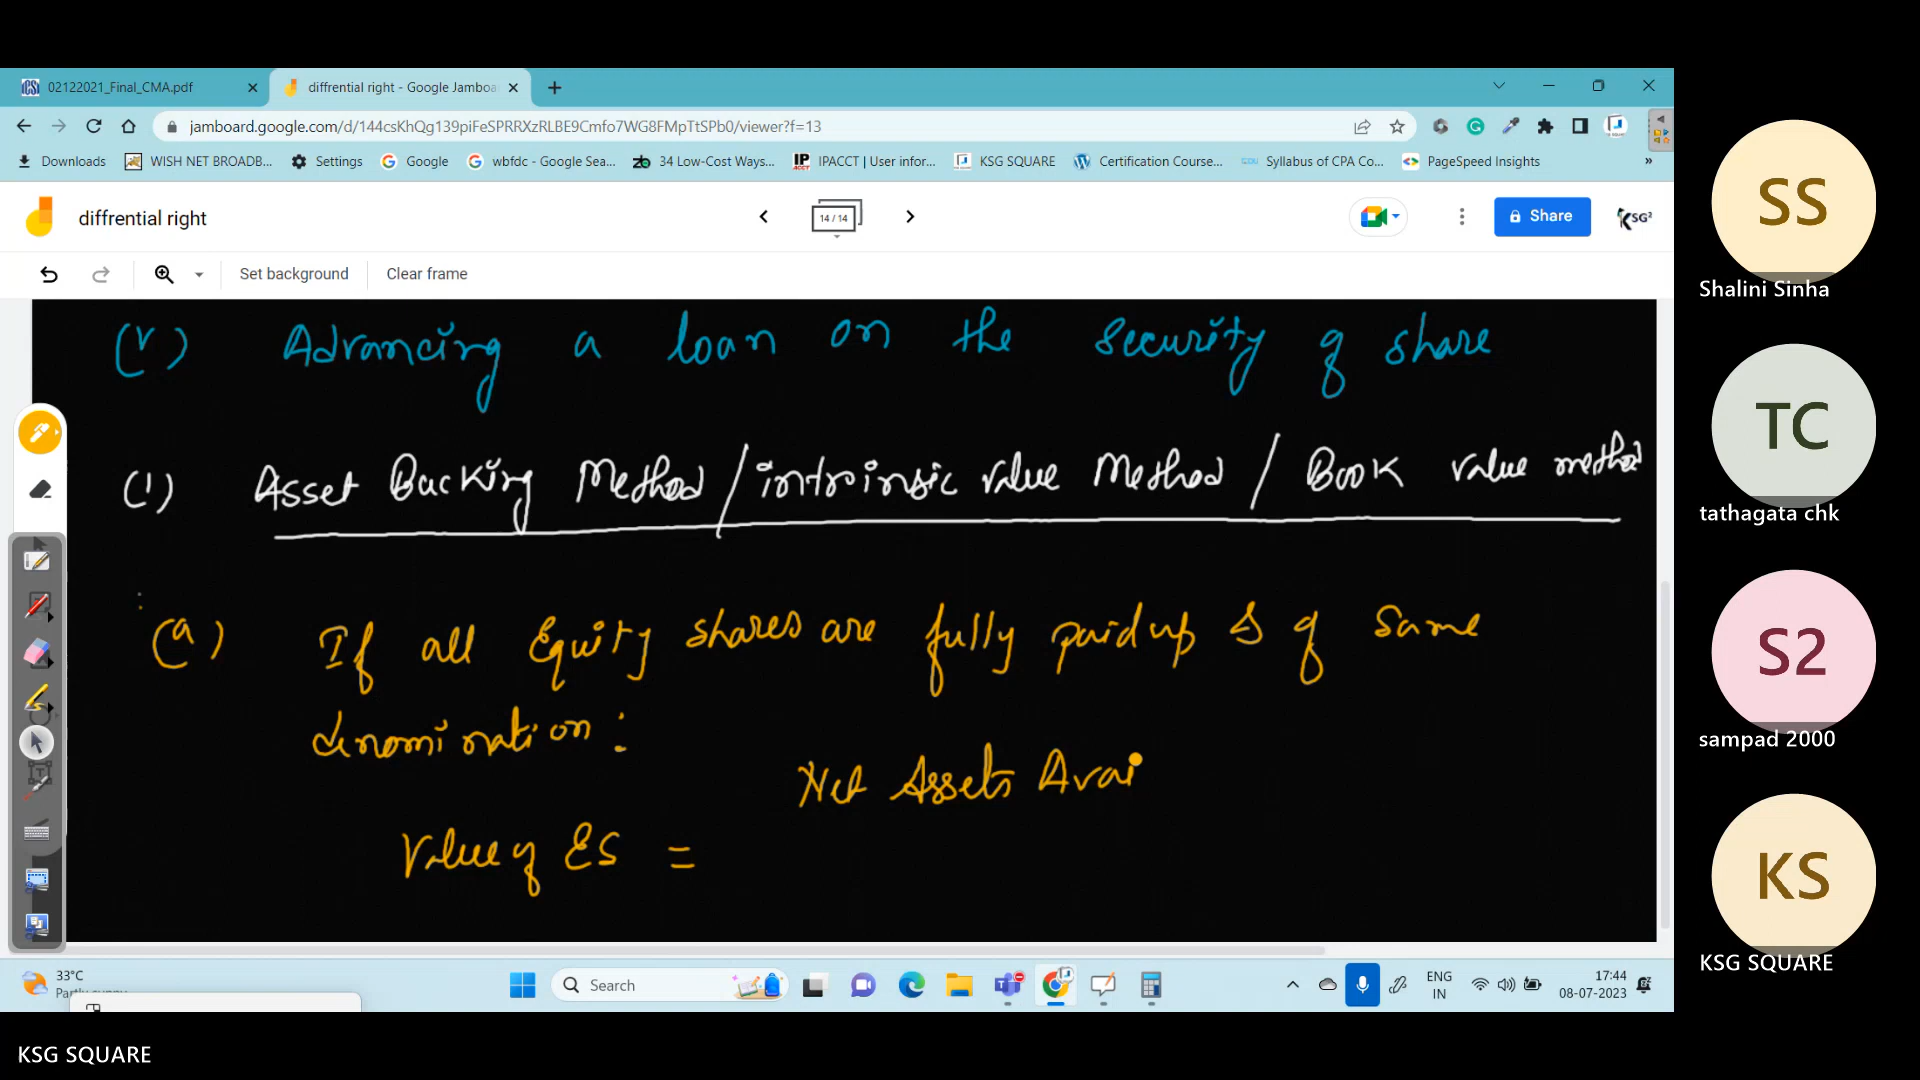 02122021_Final_CMA.pdf
diffrential right - Google Jamboa
jamboard.google.com/d/144csKhQg139piFeSPRRXzRLBE9Cmfo7WG8FMpTtSPb0/viewer?f=13
Downloads WISH NET BROADB... Settings Google wbfdc - Google Sea... 34 Low-Cost Ways... IPACCT | User infor... KSG SQUARE Certification Course... Syllabus of CPA Co... PageSpeed Insights »
diffrential right 14 / 14 Share KSG²
Set background Clear frame
(v) Advancing a loan on the security of share
(1) Asset Backing Method / intrinsic value Method / Book value method
(a) If all Equity shares are fully paid up & of same
denomination :
Net Assets Avai
Value of ES =
33°C
Partly sunny
Search
ENG
IN
17:44
08-07-2023
SS
Shalini Sinha
TC
tathagata chk
S2
sampad 2000
KS
KSG SQUARE
KSG SQUARE